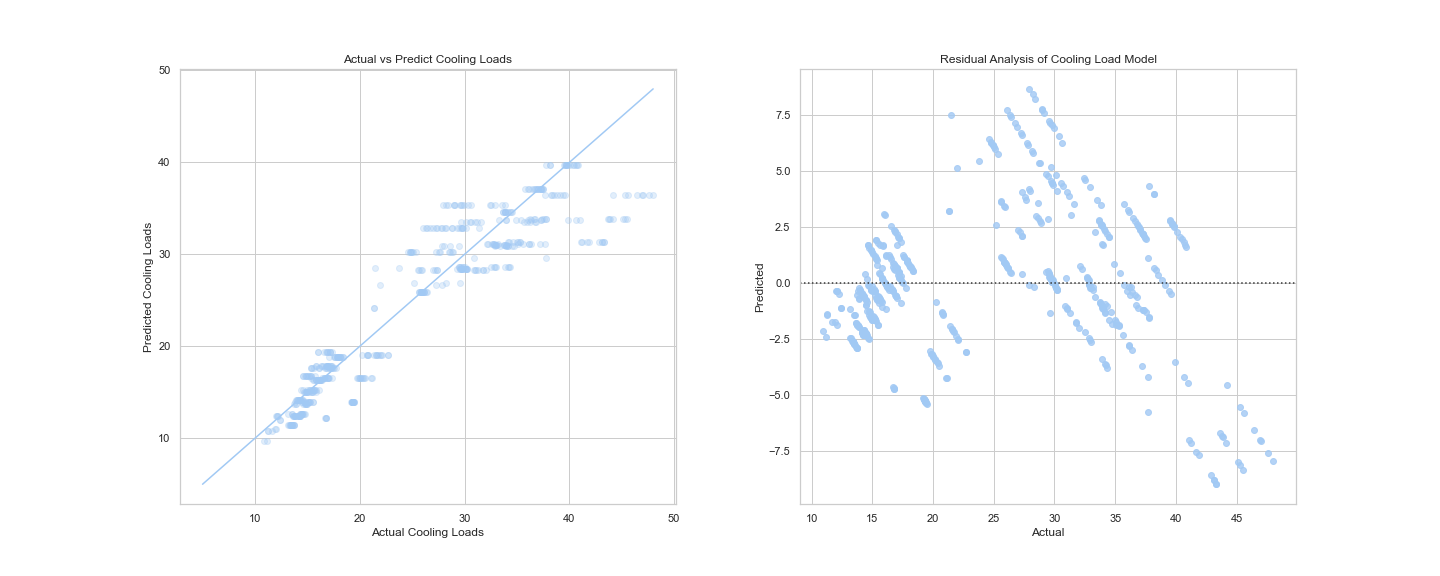 Actual vs Predict Cooling Loads
50
40
30
20
10
Predicted Cooling Loads
10 20 30 40 50
Actual Cooling Loads
Residual Analysis of Cooling Load Model
7.5
5.0
2.5
0.0
−2.5
−5.0
−7.5
Predicted
10 15 20 25 30 35 40 45
Actual